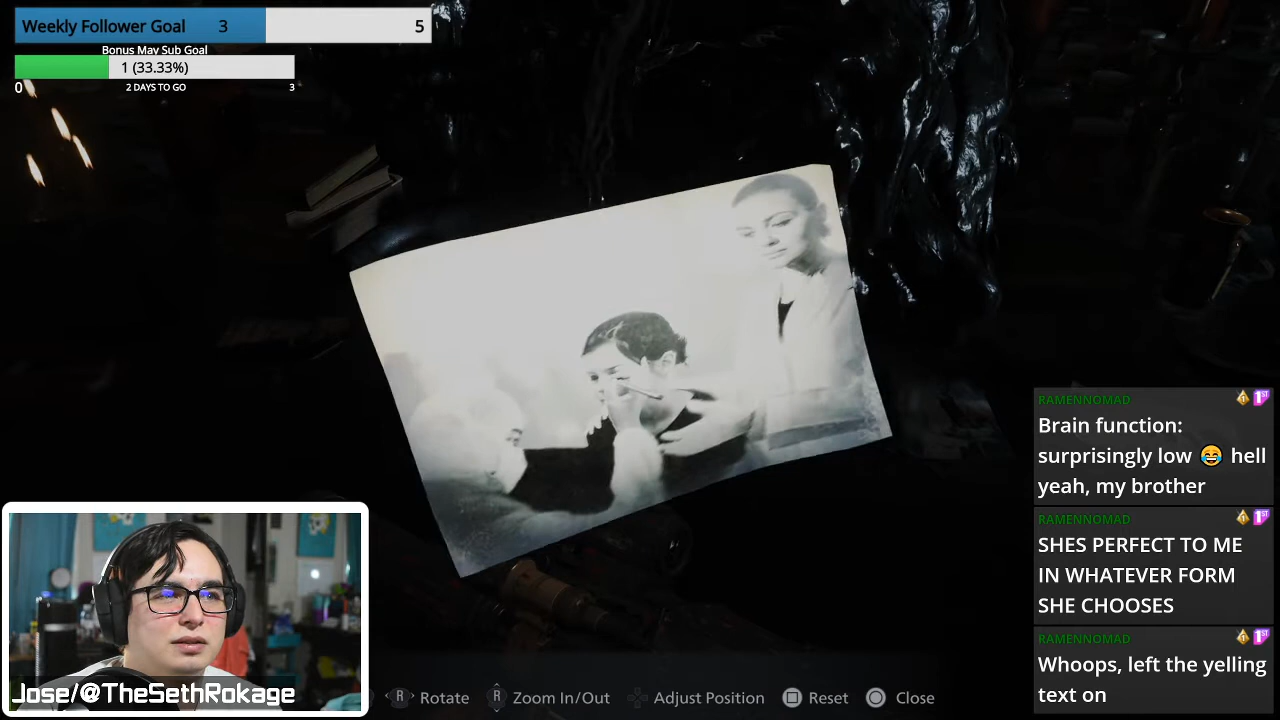 Weekly Follower Goal 3 5
Bonus May Sub Goal
1 (33.33%)
0 2 DAYS TO GO 3
RAMENNOMAD
Brain function:
surprisingly low 😂 hell
yeah, my brother
RAMENNOMAD
SHES PERFECT TO ME
IN WHATEVER FORM
SHE CHOOSES
RAMENNOMAD
Whoops, left the yelling
text on
Jose/@TheSethRokage
R Rotate R Zoom In/Out Adjust Position Reset Close